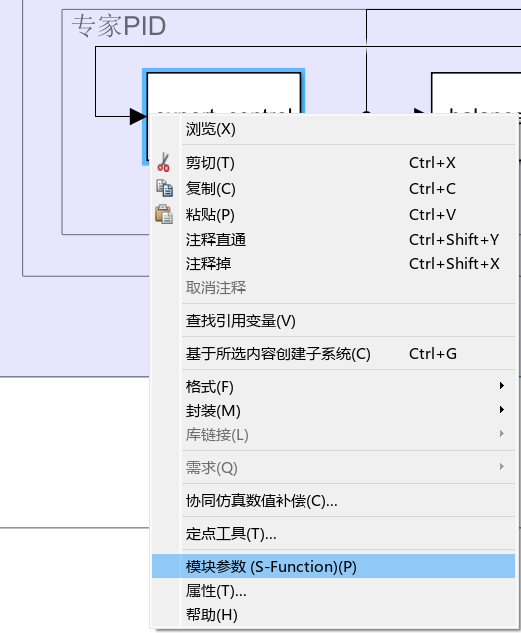 专家PID
浏览(X)
剪切(T) Ctrl+X
复制(C) Ctrl+C
粘贴(P) Ctrl+V
注释直通 Ctrl+Shift+Y
注释掉 Ctrl+Shift+X
取消注释
查找引用变量(V)
基于所选内容创建子系统(C) Ctrl+G
格式(F)
封装(M)
库链接(L)
需求(Q)
协同仿真数值补偿(C)...
定点工具(T)...
模块参数 (S-Function)(P)
属性(T)...
帮助(H)